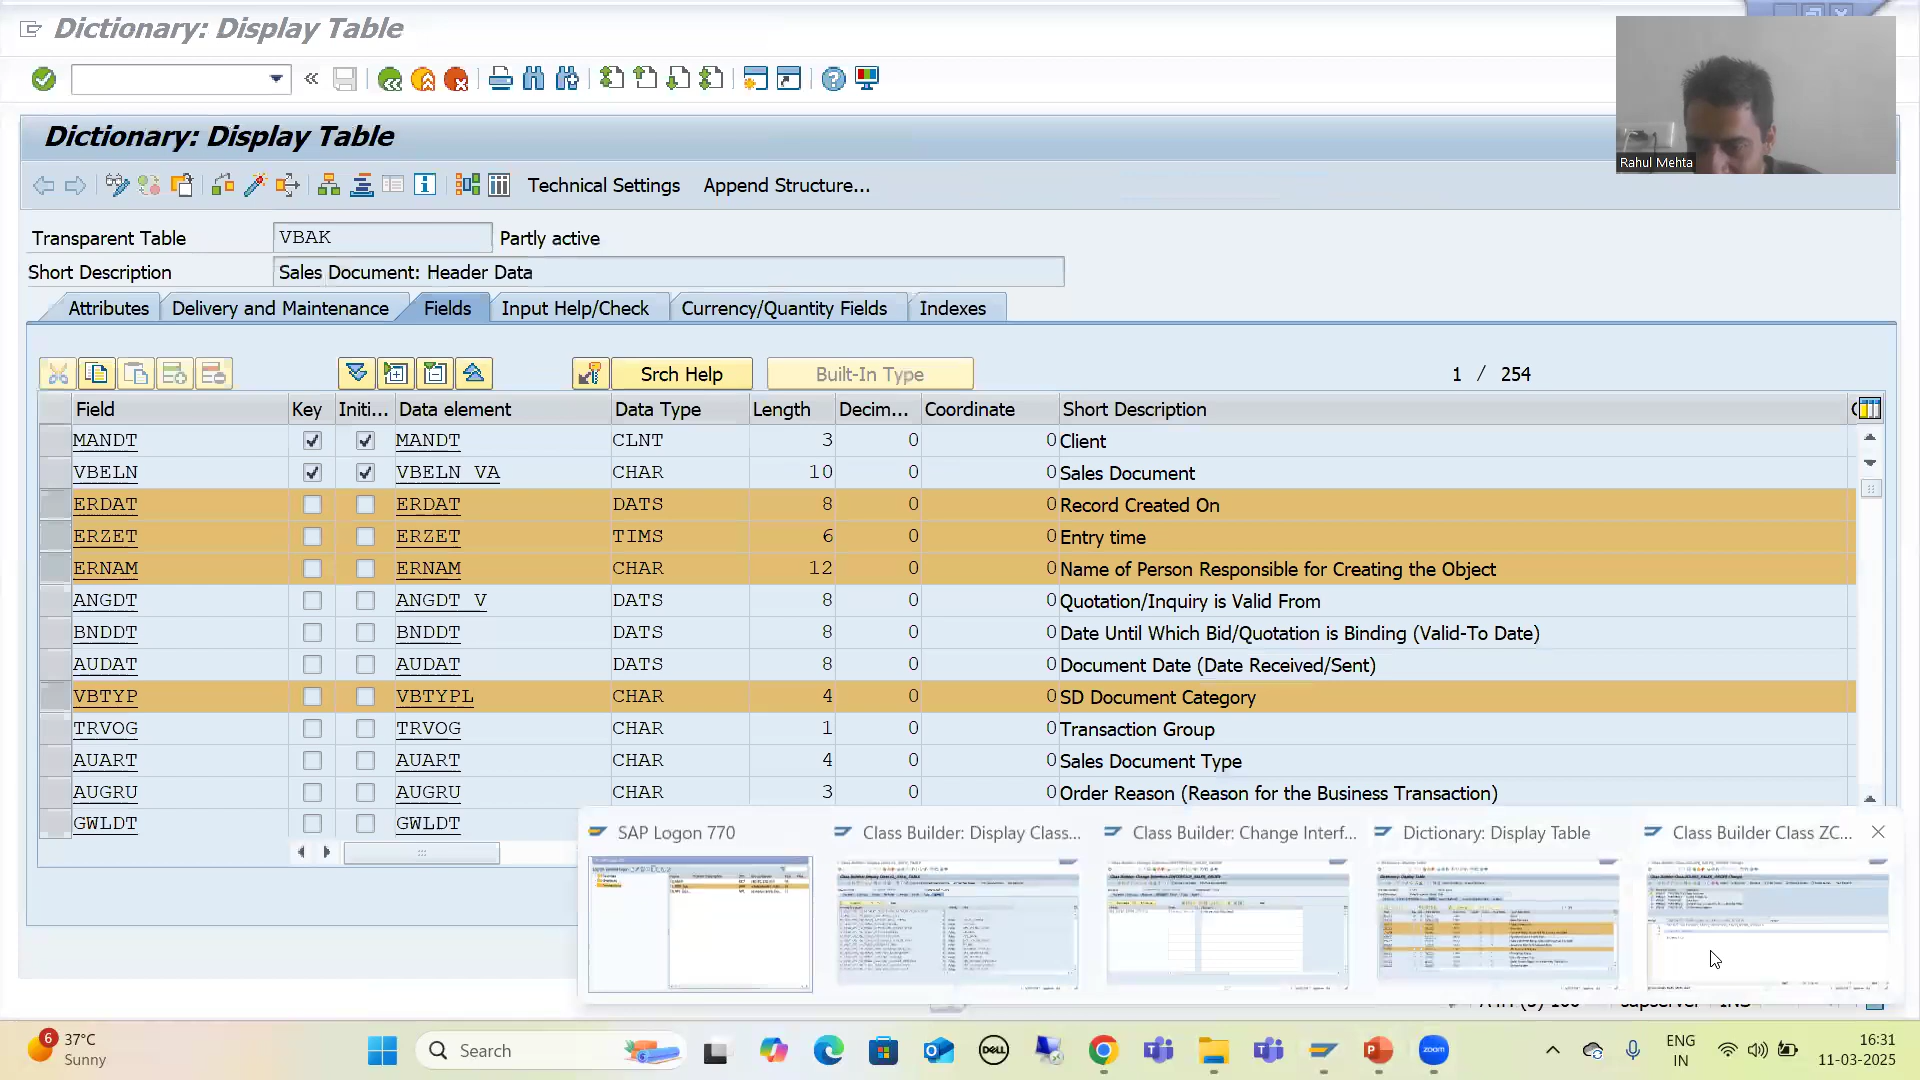 Dictionary: Display Table
Rahul Mehta
Dictionary: Display Table
Technical Settings Append Structure...
Transparent Table VBAK Partly active
Short Description Sales Document: Header Data
Attributes Delivery and Maintenance Fields Input Help/Check Currency/Quantity Fields Indexes
Srch Help Built-In Type 1 / 254
Field Key Initi... Data element Data Type Length Decim... Coordinate Short Description
MANDT MANDT CLNT 3 0 0 Client
VBELN VBELN VA CHAR 10 0 0 Sales Document
ERDAT ERDAT DATS 8 0 0 Record Created On
ERZET ERZET TIMS 6 0 0 Entry time
ERNAM ERNAM CHAR 12 0 0 Name of Person Responsible for Creating the Object
ANGDT ANGDT V DATS 8 0 0 Quotation/Inquiry is Valid From
BNDDT BNDDT DATS 8 0 0 Date Until Which Bid/Quotation is Binding (Valid-To Date)
AUDAT AUDAT DATS 8 0 0 Document Date (Date Received/Sent)
VBTYP VBTYPL CHAR 4 0 0 SD Document Category
TRVOG TRVOG CHAR 1 0 0 Transaction Group
AUART AUART CHAR 4 0 0 Sales Document Type
AUGRU AUGRU CHAR 3 0 0 Order Reason (Reason for the Business Transaction)
GWLDT GWLDT
SAP Logon 770 Class Builder: Display Class... Class Builder: Change Interf... Dictionary: Display Table Class Builder Class ZC...
6 37°C
Sunny
Search
DELL
zoom
ENG
IN
16:31
11-03-2025